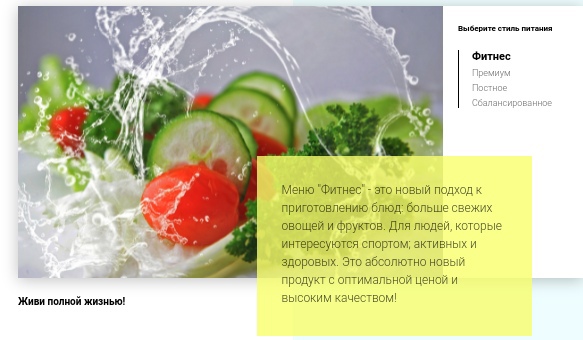 Выберите стиль питания
Фитнес
Премиум
Постное
Сбалансированное
Меню "Фитнес" - это новый подход к
приготовлению блюд: больше свежих
овощей и фруктов. Для людей, которые
интересуются спортом; активных и
здоровых. Это абсолютно новый
продукт с оптимальной ценой и
высоким качеством!
Живи полной жизнью!